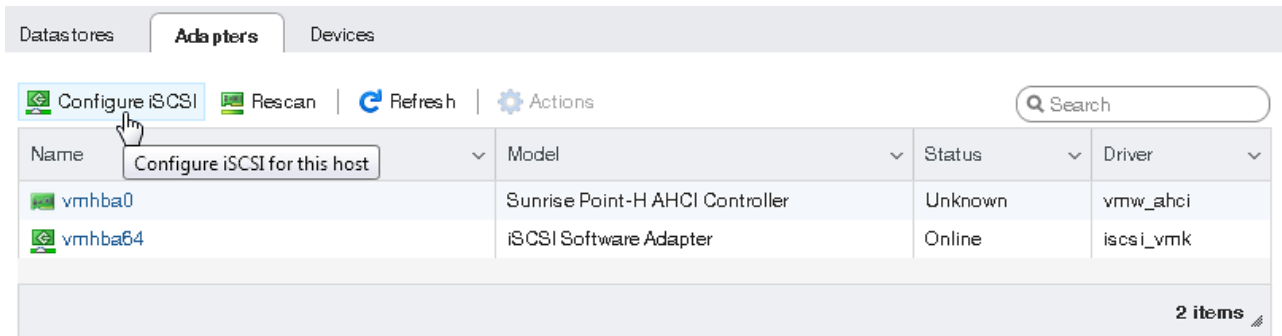 Datastores Adapters Devices
Configure iSCSI Rescan Refresh Actions Search
Name Model Status Driver
Configure iSCSI for this host
vmhba0 Sunrise Point-H AHCI Controller Unknown vmw_ahci
vmhba64 iSCSI Software Adapter Online iscsi_vmk
2 items